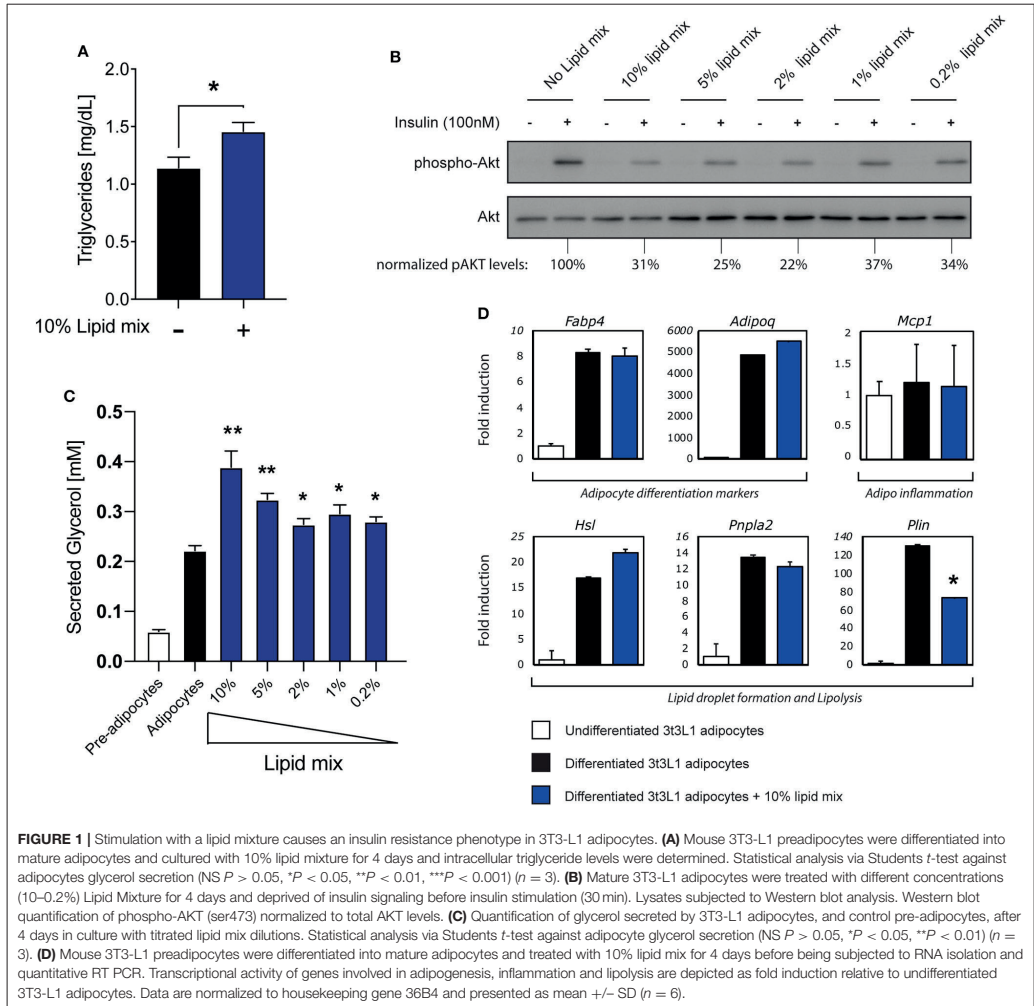 A
Triglycerides [mg/dL]
2.0
1.5
1.0
0.5
0.0
*
10% Lipid mix - +
B
No Lipid mix
10% lipid mix
5% lipid mix
2% lipid mix
1% lipid mix
0.2% lipid mix
Insulin (100nM) - + - + - + - + - + - +
phospho-Akt
Akt
normalized pAKT levels: 100% 31% 25% 22% 37% 34%
C
Secreted Glycerol [mM]
0.5
0.4
0.3
0.2
0.1
0.0
** ** * * *
Pre-adipocytes
Adipocytes
10%
5%
2%
1%
0.2%
Lipid mix
D
Fabp4
Fold induction
10
8
6
4
2
0
Adipoq
6000
5000
4000
3000
2000
1000
0
Adipocyte differentiation markers
Mcp1
2
1.5
1
0.5
0
Adipo inflammation
Hsl
Fold induction
25
20
15
10
5
0
Pnpla2
16
14
12
10
8
6
4
2
0
Plin
140
120
100
80
60
40
20
0
*
Lipid droplet formation and Lipolysis
Undifferentiated 3t3L1 adipocytes
Differentiated 3t3L1 adipocytes
Differentiated 3t3L1 adipocytes + 10% lipid mix
FIGURE 1 | Stimulation with a lipid mixture causes an insulin resistance phenotype in 3T3-L1 adipocytes. (A) Mouse 3T3-L1 preadipocytes were differentiated into
mature adipocytes and cultured with 10% lipid mixture for 4 days and intracellular triglyceride levels were determined. Statistical analysis via Students t-test against
adipocytes glycerol secretion (NS P > 0.05, *P < 0.05, **P < 0.01, ***P < 0.001) (n = 3). (B) Mature 3T3-L1 adipocytes were treated with different concentrations
(10–0.2%) Lipid Mixture for 4 days and deprived of insulin signaling before insulin stimulation (30 min). Lysates subjected to Western blot analysis. Western blot
quantification of phospho-AKT (ser473) normalized to total AKT levels. (C) Quantification of glycerol secreted by 3T3-L1 adipocytes, and control pre-adipocytes, after
4 days in culture with titrated lipid mix dilutions. Statistical analysis via Students t-test against adipocyte glycerol secretion (NS P > 0.05, *P < 0.05, **P < 0.01) (n =
3). (D) Mouse 3T3-L1 preadipocytes were differentiated into mature adipocytes and treated with 10% lipid mix for 4 days before being subjected to RNA isolation and
quantitative RT PCR. Transcriptional activity of genes involved in adipogenesis, inflammation and lipolysis are depicted as fold induction relative to undifferentiated
3T3-L1 adipocytes. Data are normalized to housekeeping gene 36B4 and presented as mean +/– SD (n = 6).